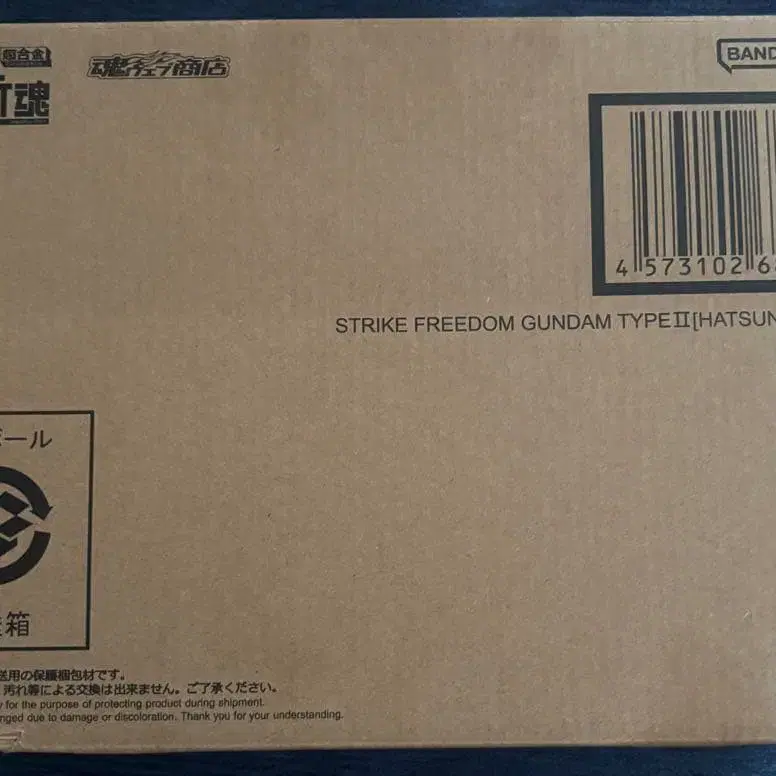 超合金
魂ウェブ商店
BAND
魂
4 573102 6
STRIKE FREEDOM GUNDAM TYPEⅡ[HATSUN
ール
箱
送用の保護梱包材です。
汚れ等による交換は出来ません。ご了承ください。
for the purpose of protecting product during shipment.
nged due to damage or discoloration. Thank you for your understanding.